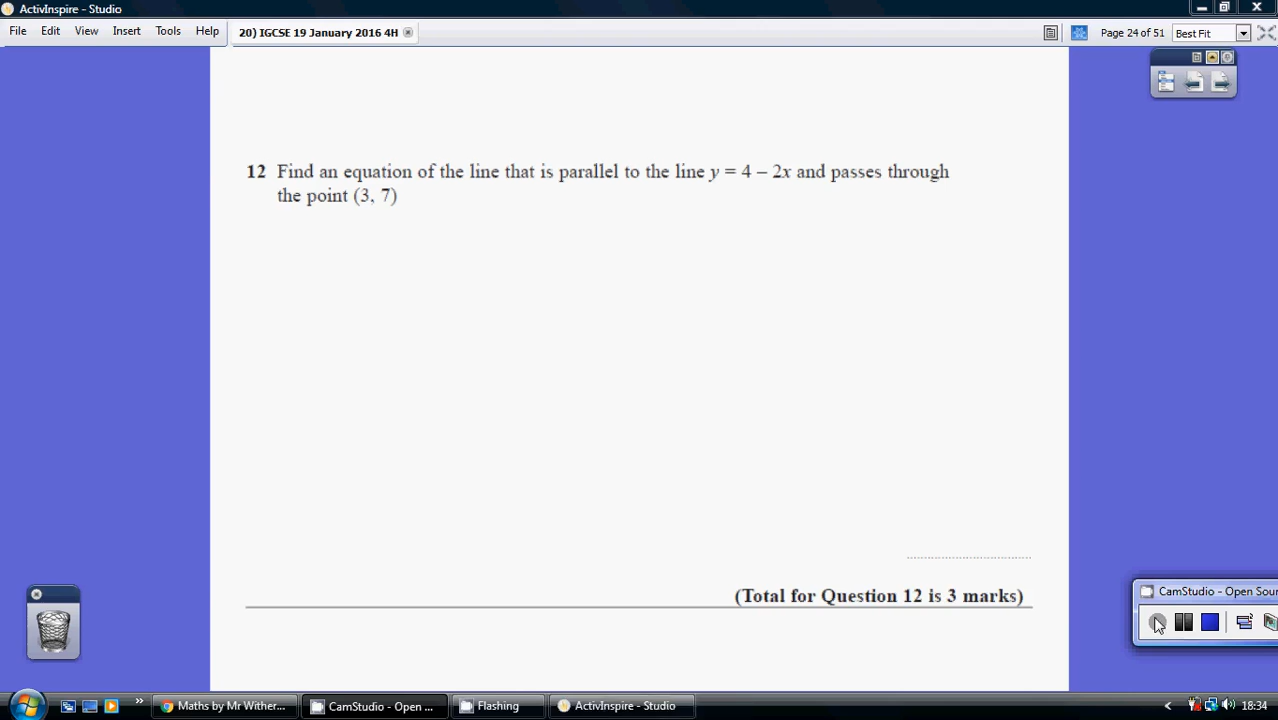 ActivInspire - Studio
File Edit View Insert Tools Help
20) IGCSE 19 January 2016 4H
Page 24 of 51
Best Fit
12 Find an equation of the line that is parallel to the line y = 4 – 2x and passes through
the point (3, 7)
(Total for Question 12 is 3 marks)
CamStudio - Open Sour
Maths by Mr Wither...
CamStudio - Open ...
Flashing
ActivInspire - Studio
18:34